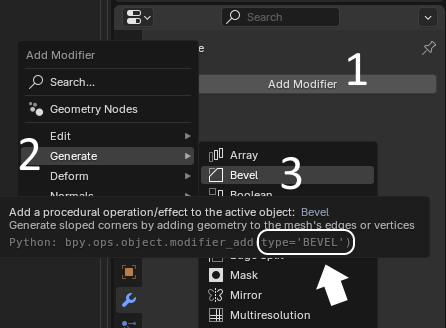 Search
e
Add Modifier
1
Add Modifier
Search...
Geometry Nodes
Edit
2
Generate
Deform
Normals
Array
Bevel
3
Boolean
Add a procedural operation/effect to the active object: Bevel
Generate sloped corners by adding geometry to the mesh's edges or vertices
Python: bpy.ops.object.modifier_add(type='BEVEL')
Edge Split
Mask
Mirror
Multiresolution